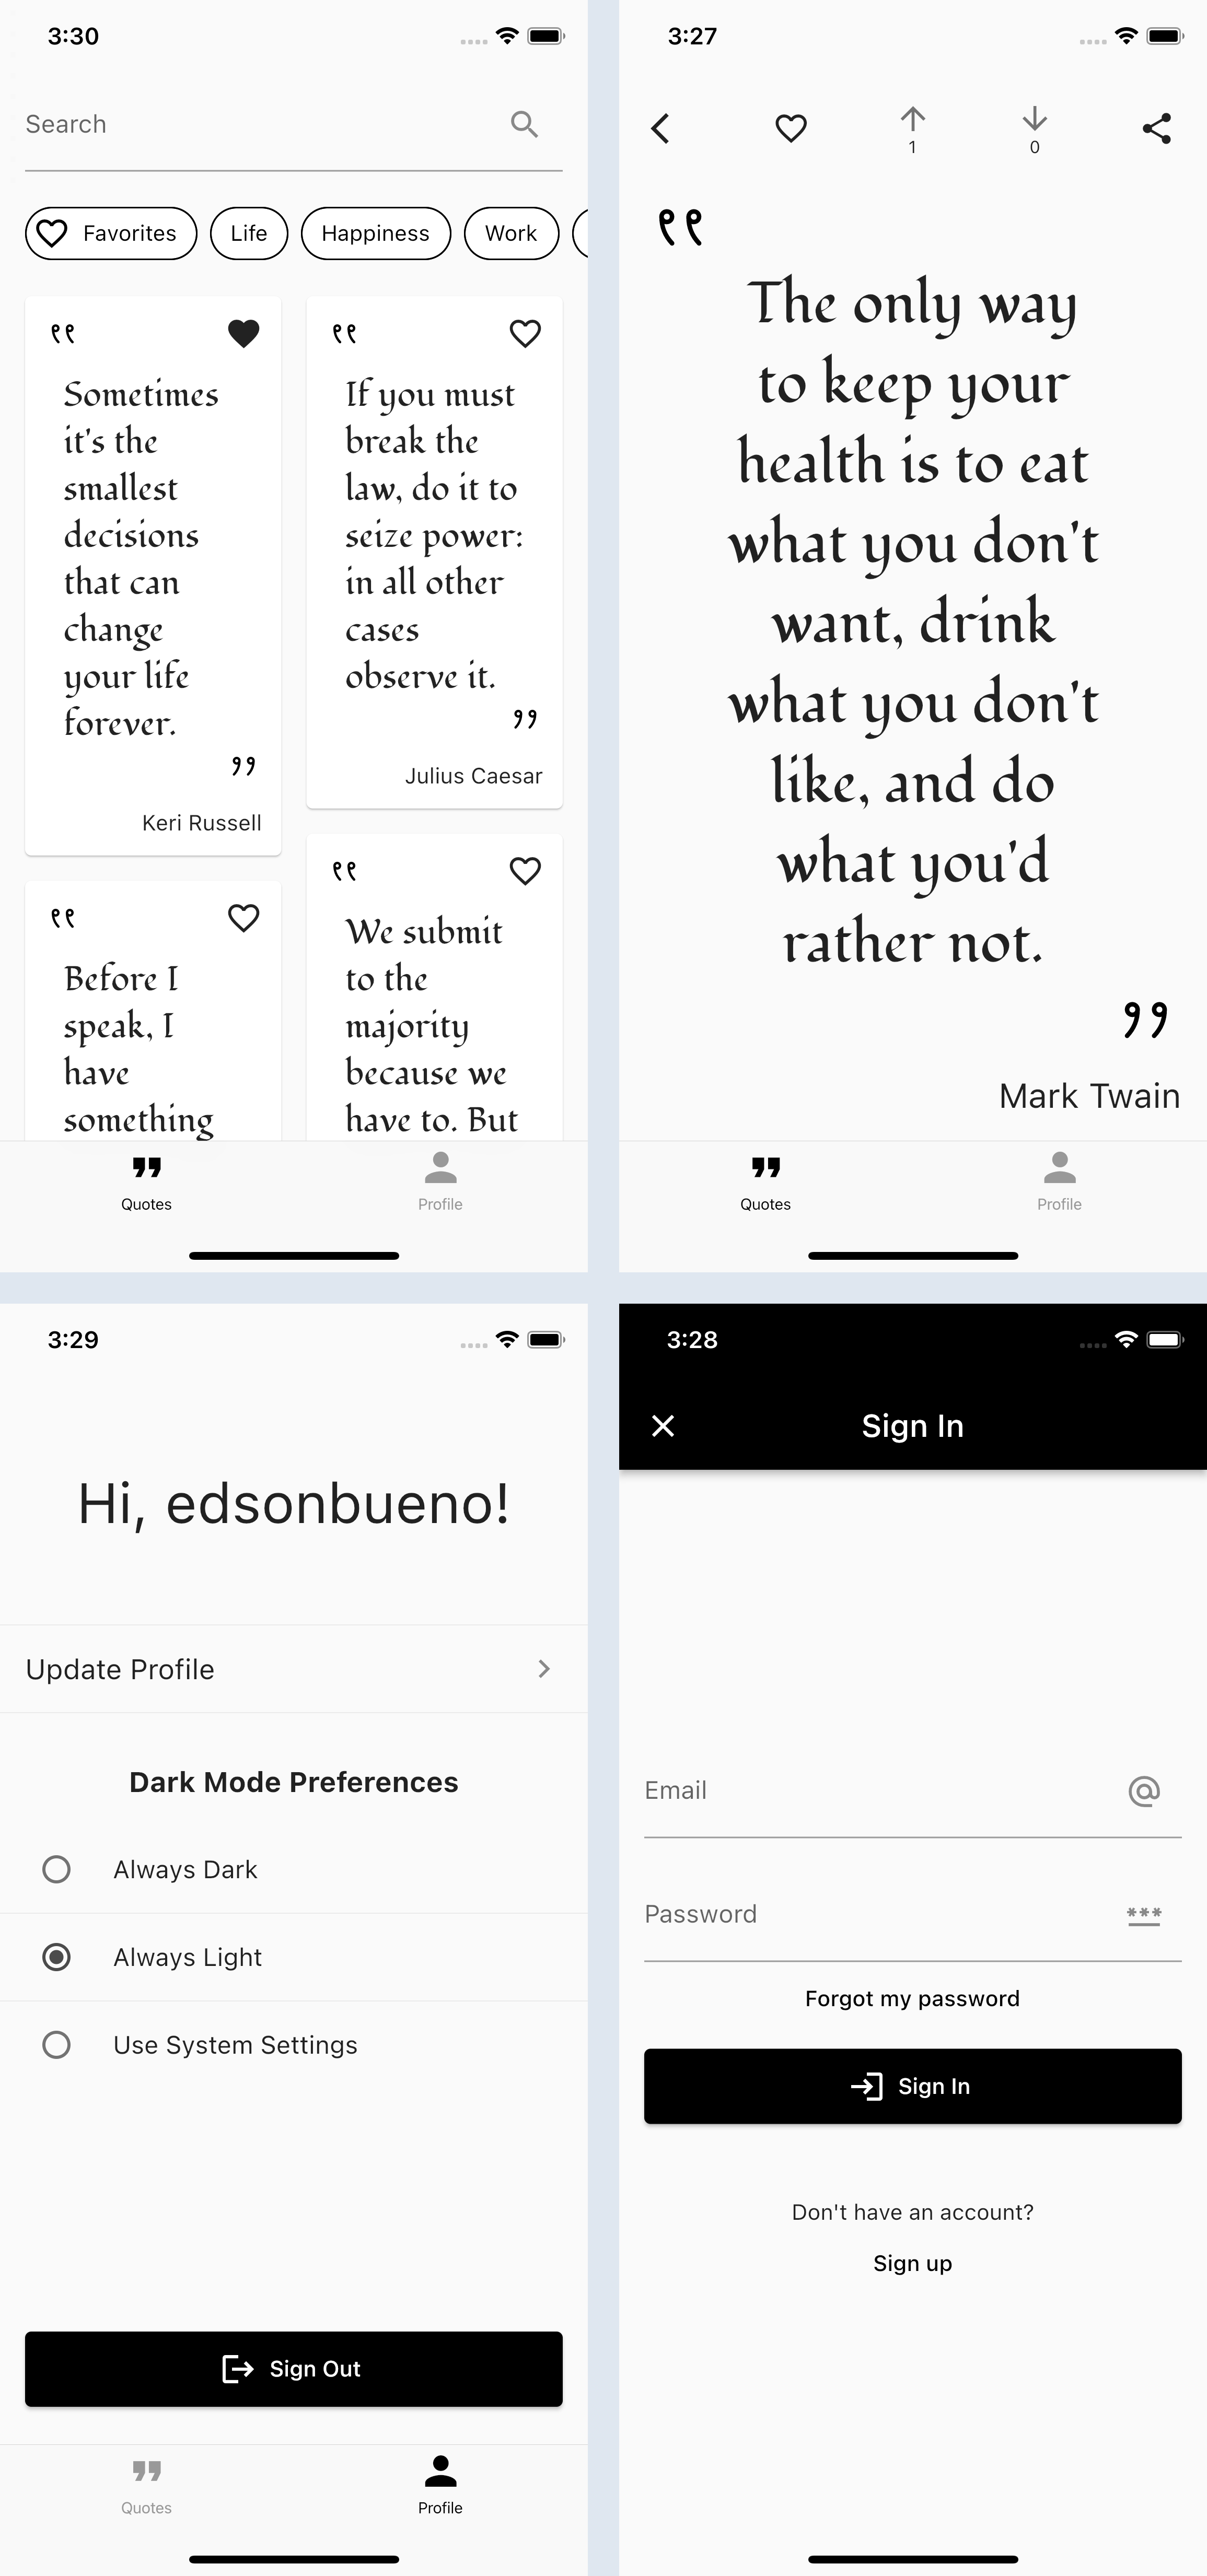 3:30
Search
Favorites
Life
Happiness
Work
Sometimes
it's the
smallest
decisions
that can
change
your life
forever.
Keri Russell
If you must
break the
law, do it to
seize power:
in all other
cases
observe it.
Julius Caesar
Before I
speak, I
have
something
We submit
to the
majority
because we
have to. But
Quotes
Profile
3:27
1
0
The only way
to keep your
health is to eat
what you don't
want, drink
what you don't
like, and do
what you'd
rather not.
Mark Twain
Quotes
Profile
3:29
Hi, edsonbueno!
Update Profile
Dark Mode Preferences
Always Dark
Always Light
Use System Settings
Sign Out
Quotes
Profile
3:28
Sign In
Email
Password
Forgot my password
Sign In
Don't have an account?
Sign up